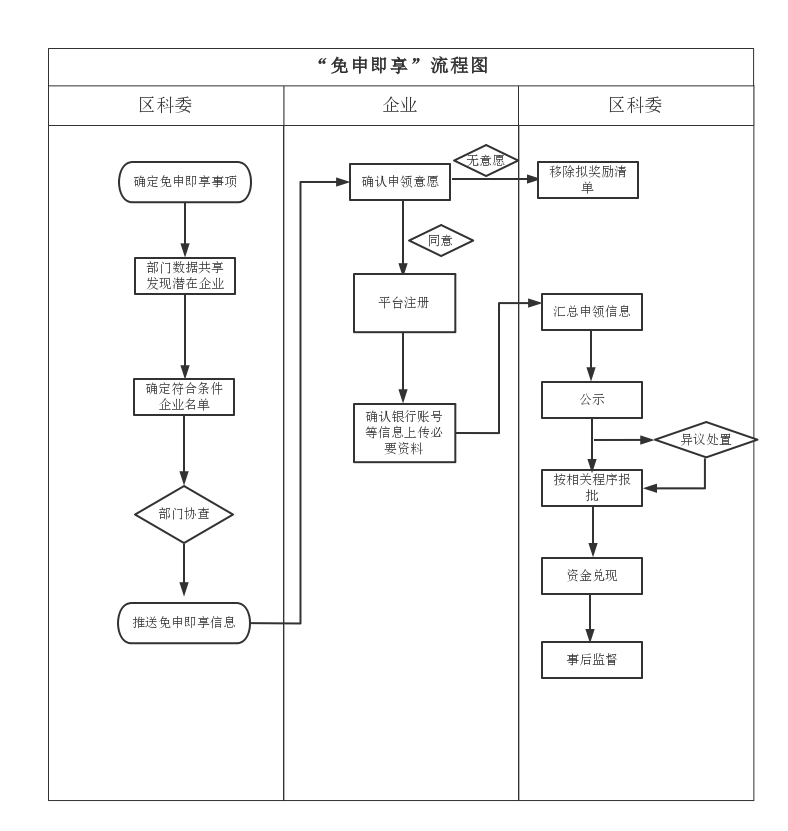 “免申即享”流程图
区科委
企业
区科委
确定免申即享事项
部门数据共享
发现潜在企业
确定符合条件
企业名单
部门协查
推送免申即享信息
确认申领意愿
无意愿
同意
平台注册
确认银行账号
等信息上传必
要资料
移除拟奖励清
单
汇总申领信息
公示
异议处置
按相关程序报
批
资金兑现
事后监督